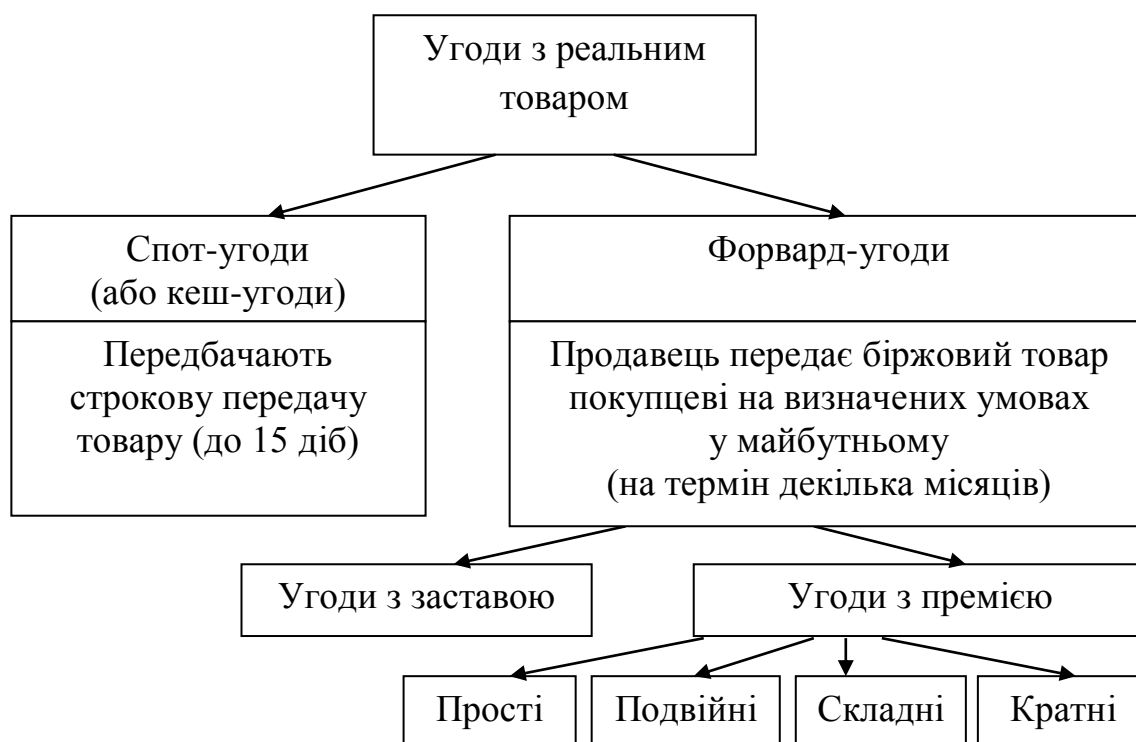 Угоди з реальним
товаром
Спот-угоди
(або кеш-угоди)
Передбачають
строкову передачу
товару (до 15 діб)
Форвард-угоди
Продавець передає біржовий товар
покупцеві на визначених умовах
у майбутньому
(на термін декілька місяців)
Угоди з заставою
Угоди з премією
Прості
Подвійні
Складні
Кратні